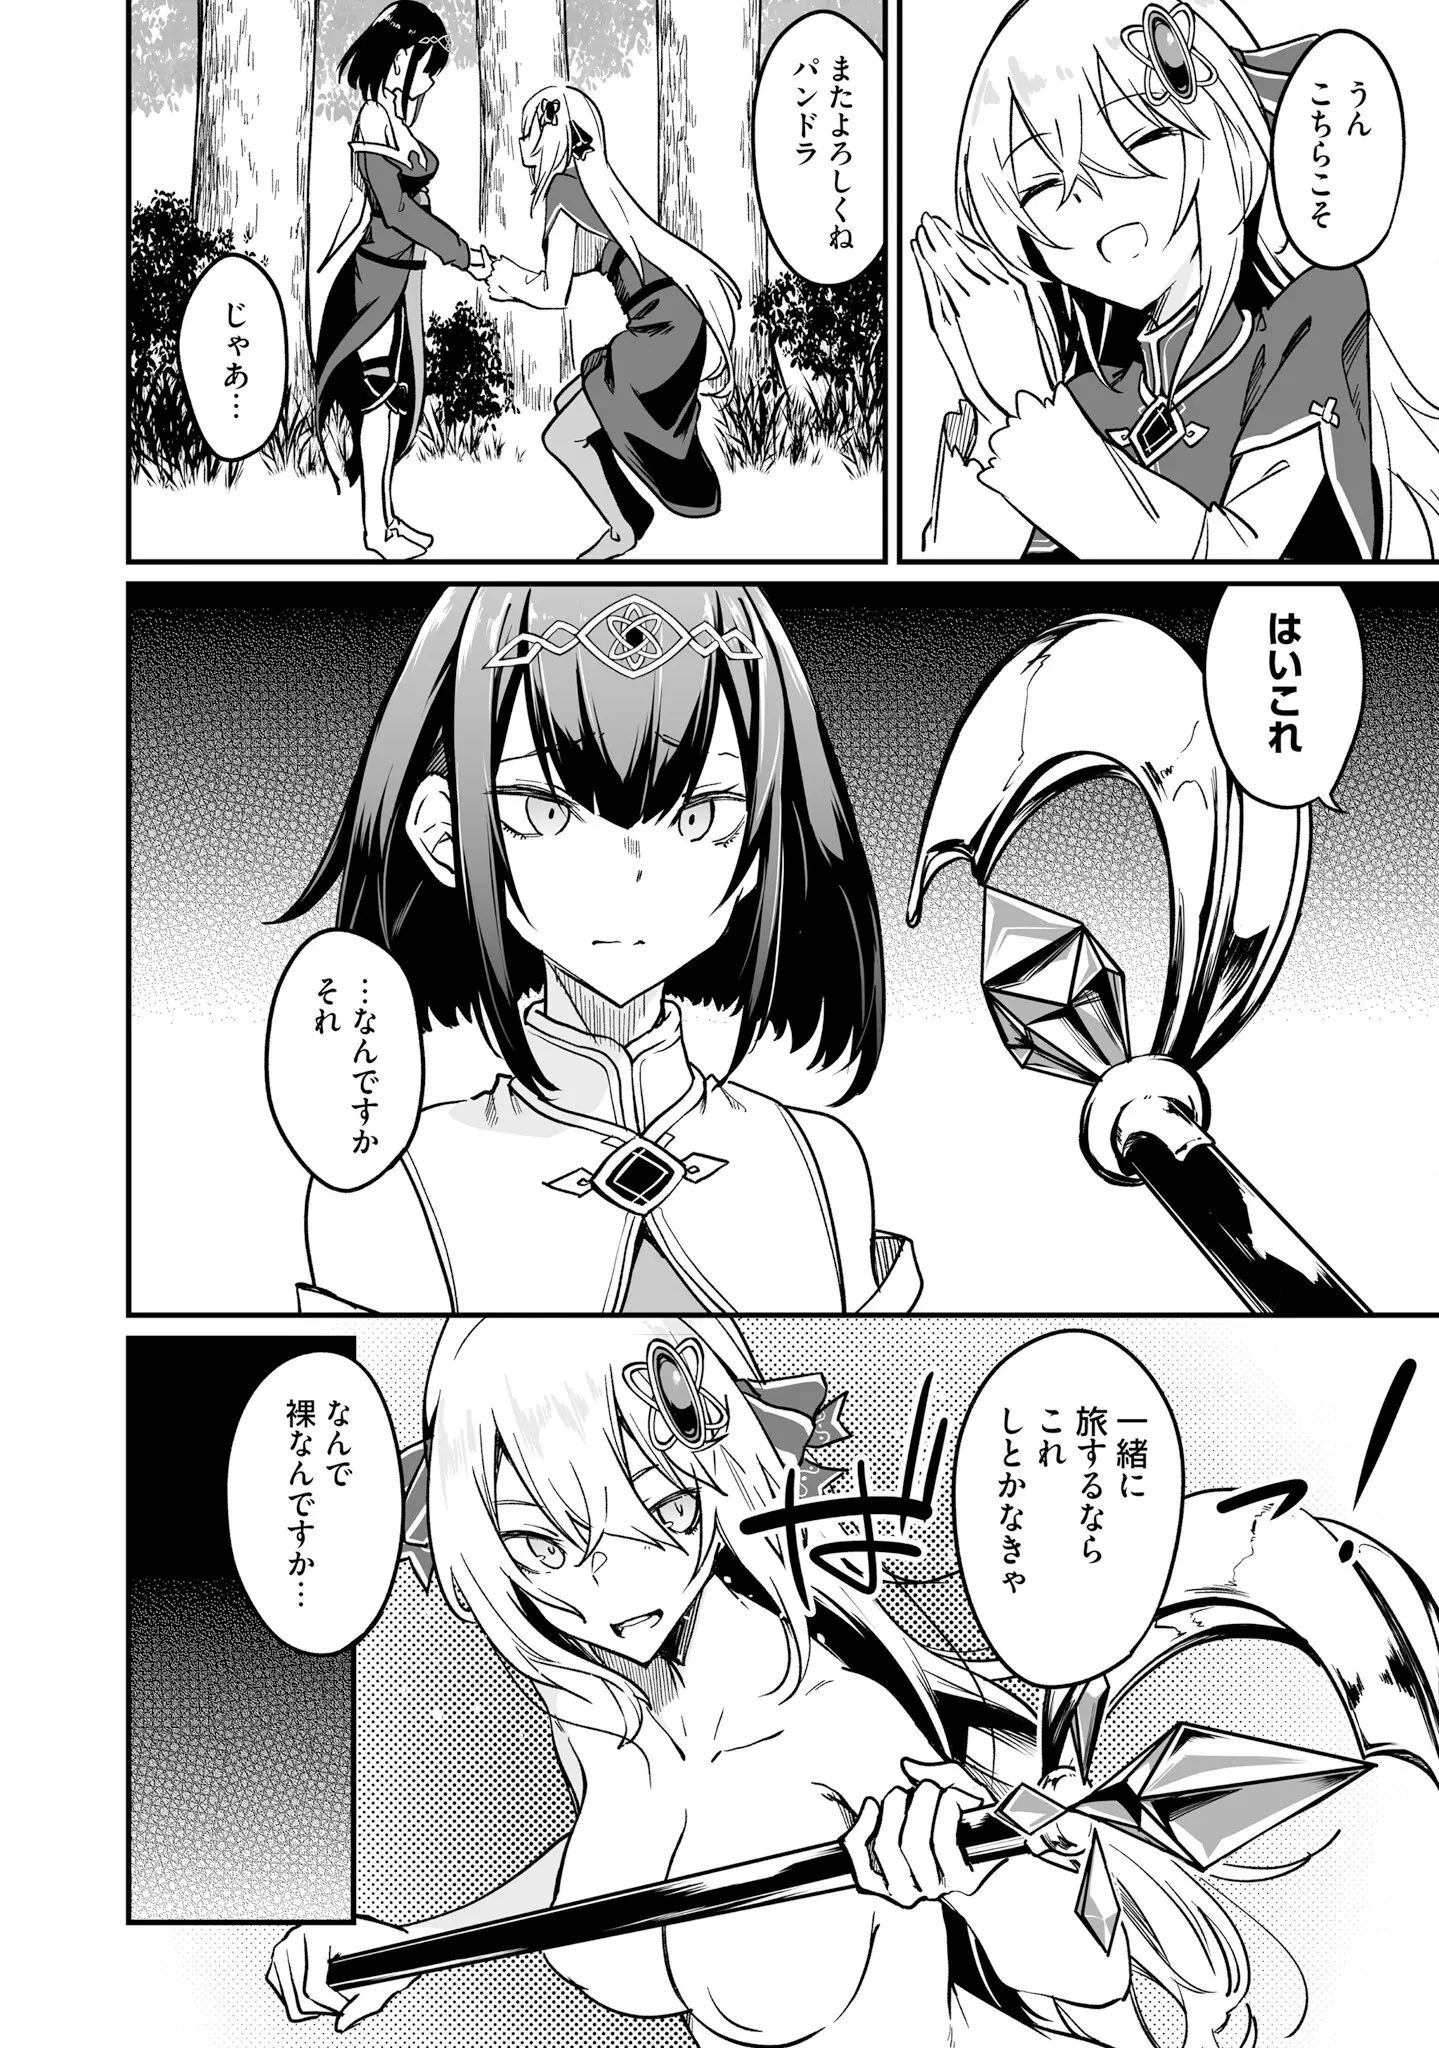 うん
こちらこそ
またよろしくね
パンドラ
じゃあ…
はいこれ
…なんですか
それ
一緒に
旅するなら
これ
しとかなきゃ
なんで
裸なんですか…